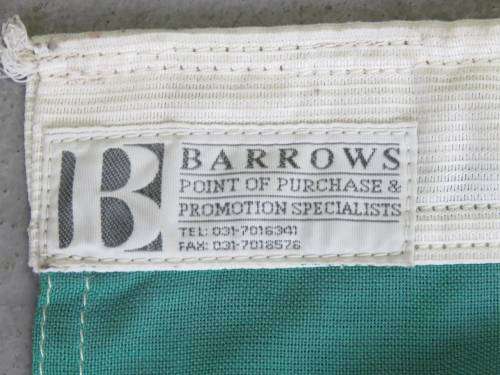 B
BARROWS
POINT OF PURCHASE &
PROMOTION SPECIALISTS
TEL: 031-7016341
FAX: 031-7018576